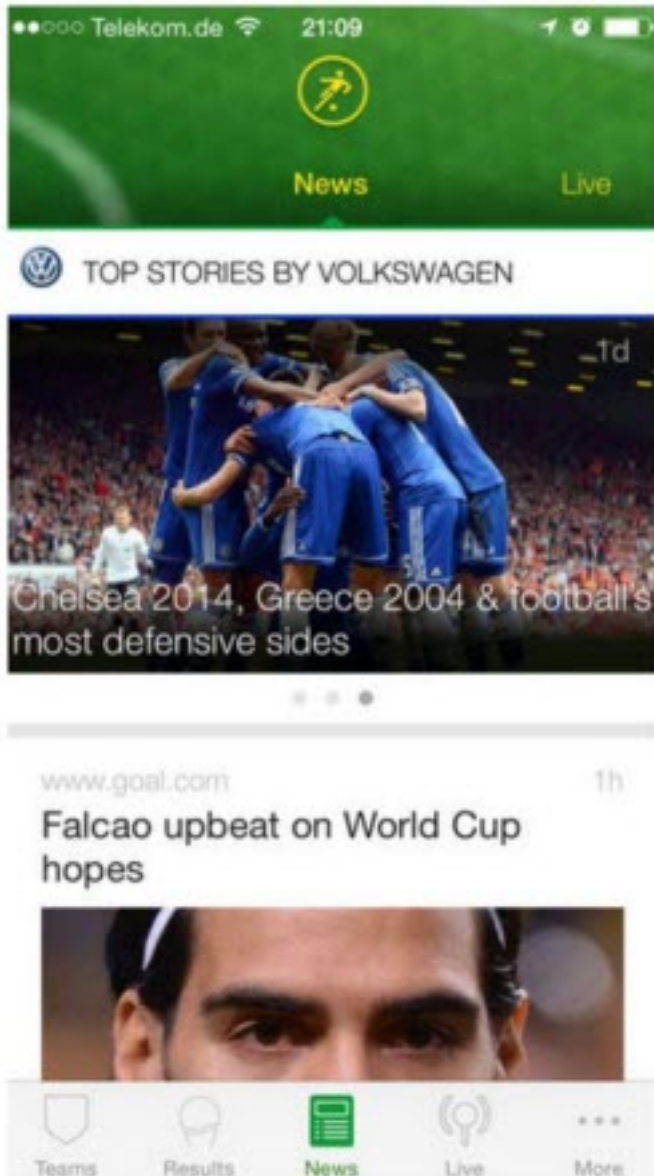 Telekom.de 21:09
News Live
TOP STORIES BY VOLKSWAGEN
1d
Chelsea 2014, Greece 2004 & football's
most defensive sides
www.goal.com 1h
Falcao upbeat on World Cup
hopes
Teams Results News Live More